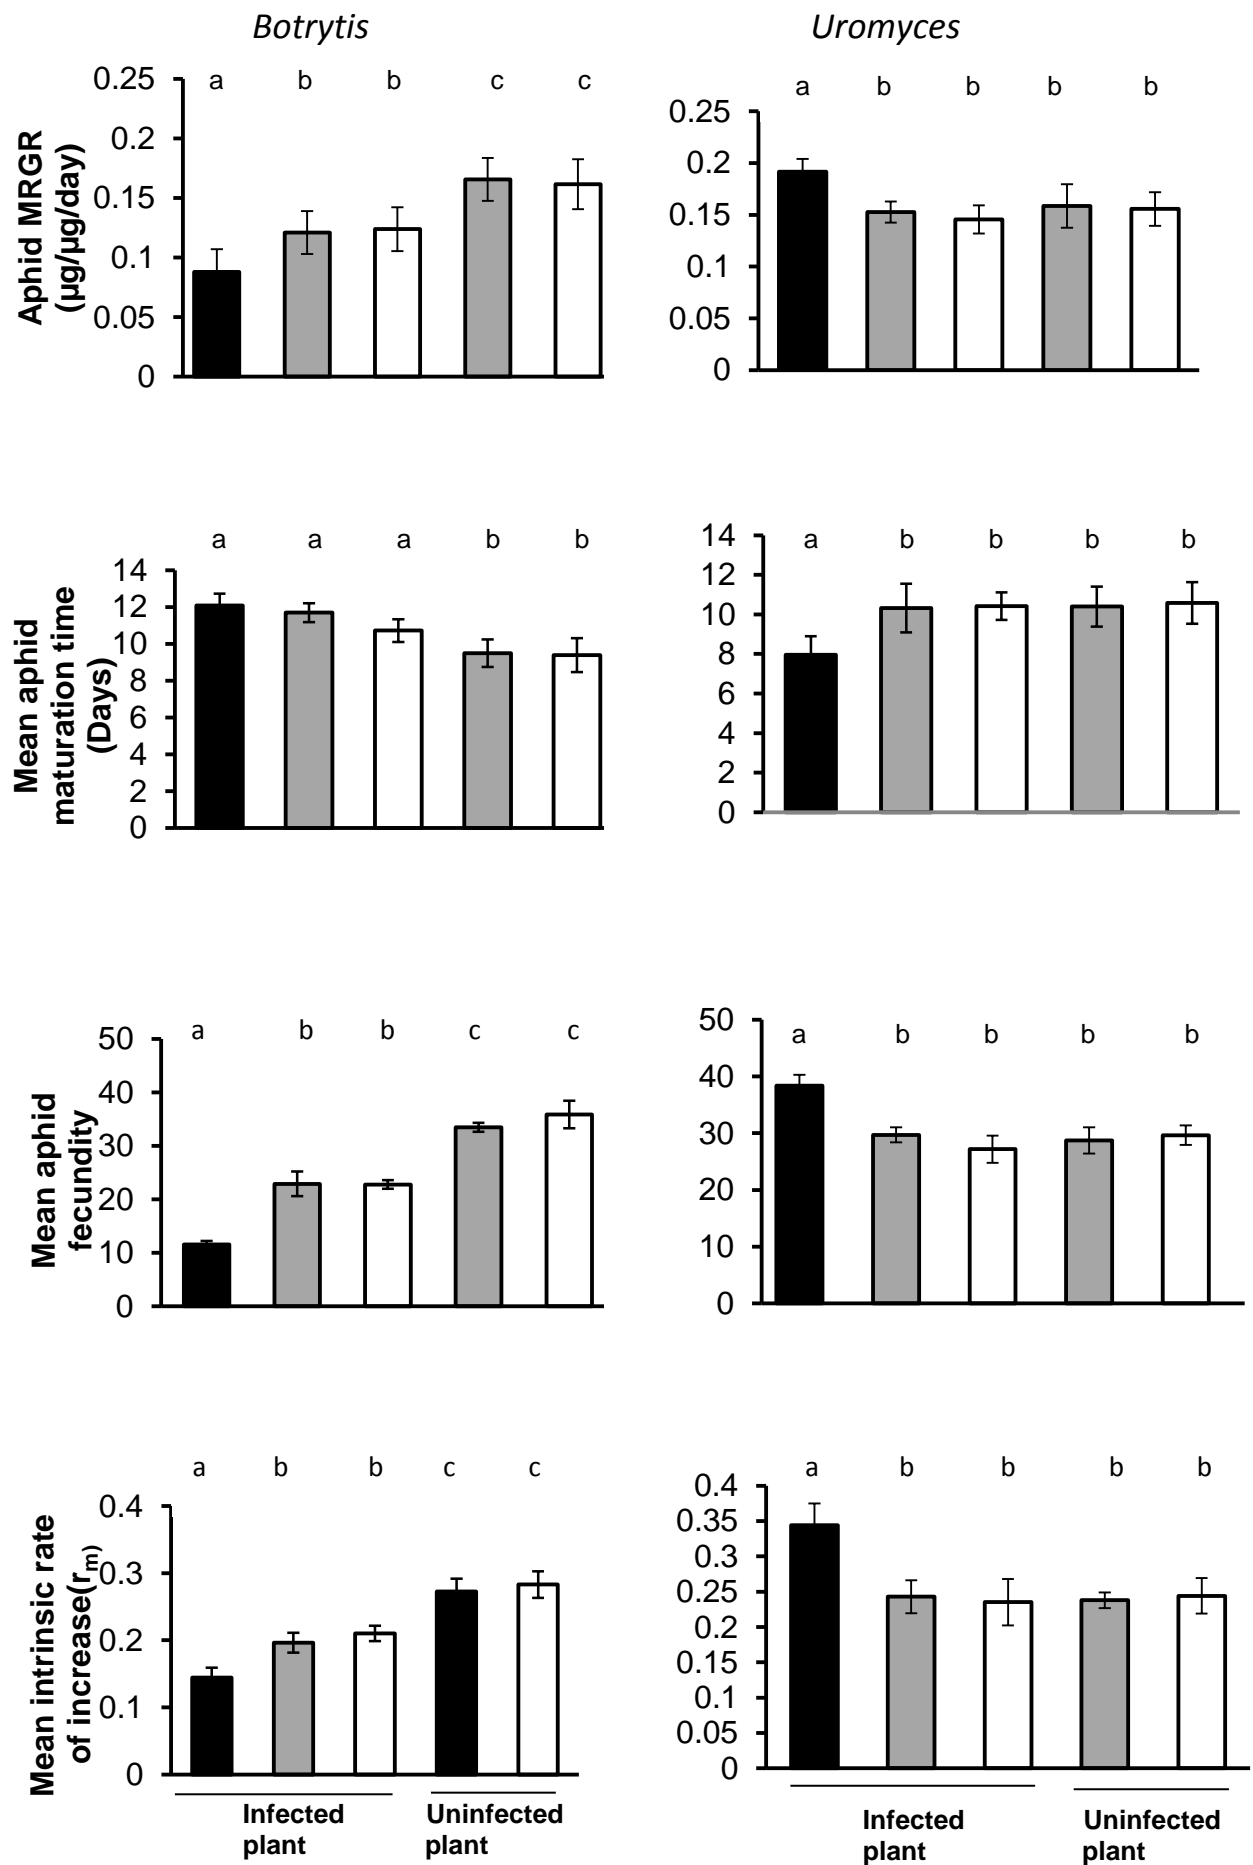 Botrytis
Uromyces
a b b c c
Aphid MRGR
(µg/µg/day)
0.25
0.2
0.15
0.1
0.05
0
a b b b b
0.25
0.2
0.15
0.1
0.05
0
a a a b b
Mean aphid
maturation time
(Days)
14
12
10
8
6
4
2
0
a b b b b
14
12
10
8
6
4
2
0
a b b c c
Mean aphid
fecundity
50
40
30
20
10
0
a b b b b
50
40
30
20
10
0
a b b c c
Mean intrinsic rate
of increase(rm)
0.4
0.3
0.2
0.1
0
Infected
plant
Uninfected
plant
a b b b b
0.4
0.35
0.3
0.25
0.2
0.15
0.1
0.05
0
Infected
plant
Uninfected
plant